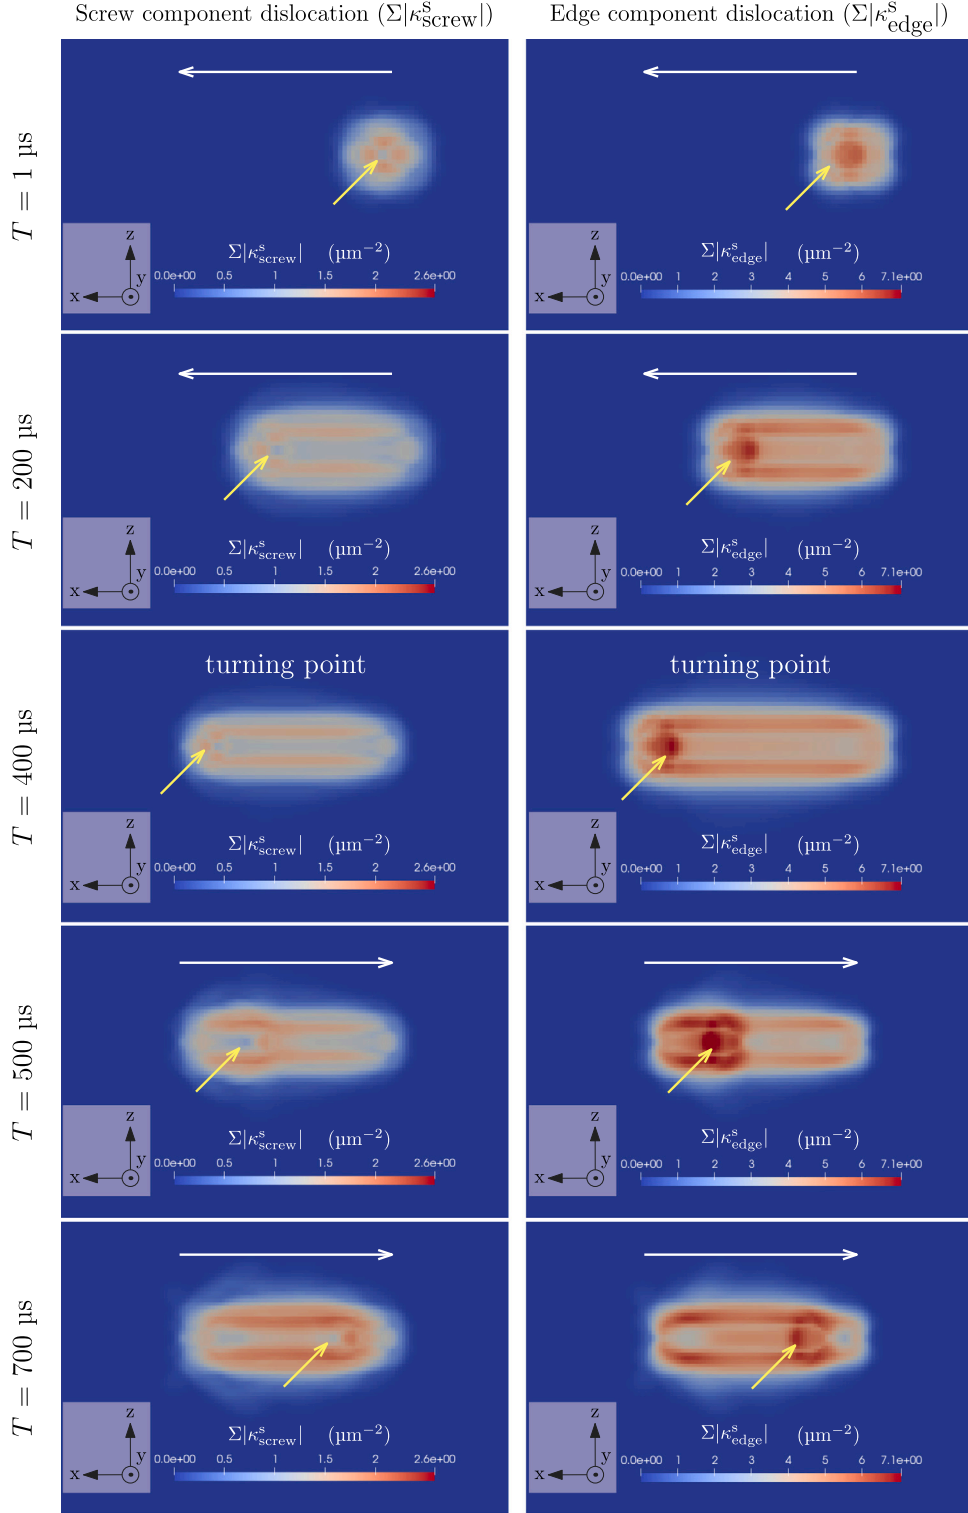 Screw component dislocation (Σ|κˢscrew|) Edge component dislocation (Σ|κˢedge|)
T = 1 µs
Σ|κˢscrew| (µm⁻²)
0.0e+00 0.5 1 1.5 2 2.6e+00
z
y
x
Σ|κˢedge| (µm⁻²)
0.0e+00 1 2 3 4 5 6 7.1e+00
z
y
x
T = 200 µs
Σ|κˢscrew| (µm⁻²)
0.0e+00 0.5 1 1.5 2 2.6e+00
z
y
x
Σ|κˢedge| (µm⁻²)
0.0e+00 1 2 3 4 5 6 7.1e+00
z
y
x
T = 400 µs
turning point
Σ|κˢscrew| (µm⁻²)
0.0e+00 0.5 1 1.5 2 2.6e+00
z
y
x
turning point
Σ|κˢedge| (µm⁻²)
0.0e+00 1 2 3 4 5 6 7.1e+00
z
y
x
T = 500 µs
Σ|κˢscrew| (µm⁻²)
0.0e+00 0.5 1 1.5 2 2.6e+00
z
y
x
Σ|κˢedge| (µm⁻²)
0.0e+00 1 2 3 4 5 6 7.1e+00
z
y
x
T = 700 µs
Σ|κˢscrew| (µm⁻²)
0.0e+00 0.5 1 1.5 2 2.6e+00
z
y
x
Σ|κˢedge| (µm⁻²)
0.0e+00 1 2 3 4 5 6 7.1e+00
z
y
x